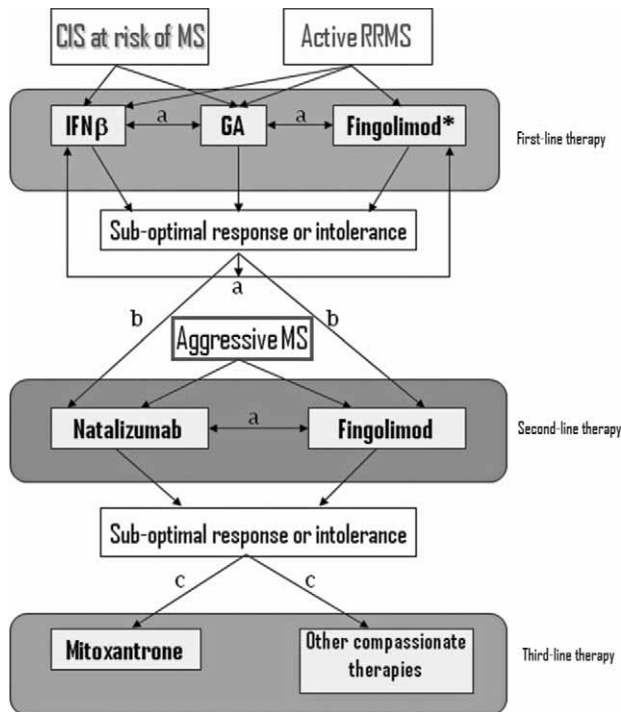 CIS at risk of MS
Active RRMS
IFNβ
a
GA
a
Fingolimod*
First-line therapy
Sub-optimal response or intolerance
a
b
b
Aggressive MS
Natalizumab
a
Fingolimod
Second-line therapy
Sub-optimal response or intolerance
c
c
Mitoxantrone
Other compassionate
therapies
Third-line therapy